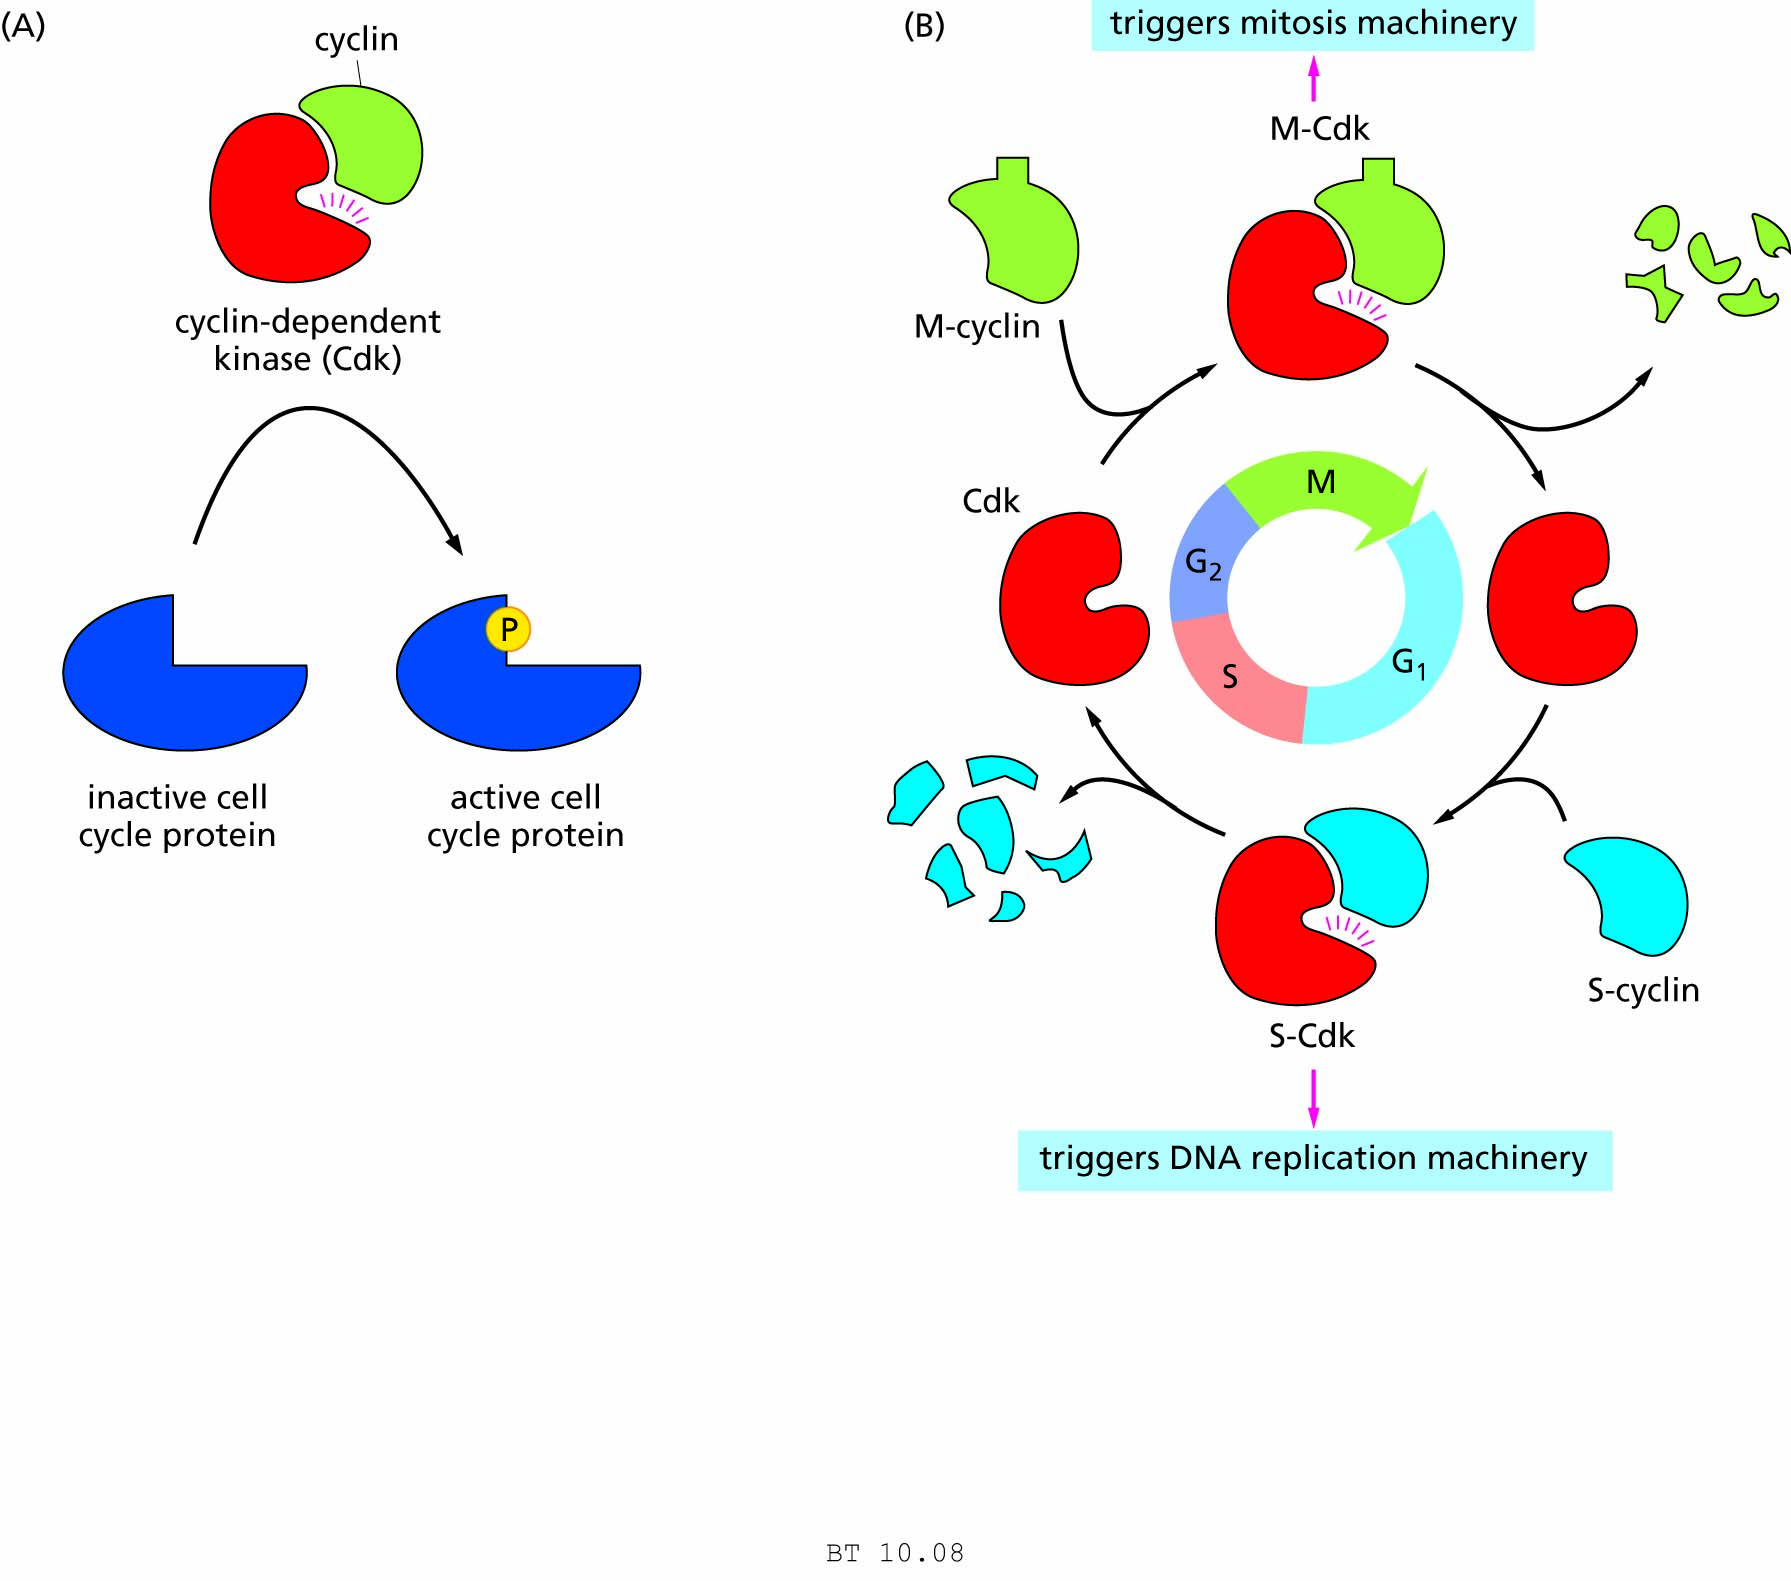 (A)
cyclin
cyclin-dependent
kinase (Cdk)
P
inactive cell
cycle protein
active cell
cycle protein
(B)
triggers mitosis machinery
M-Cdk
M-cyclin
Cdk
M
G2
S
G1
S-cyclin
S-Cdk
triggers DNA replication machinery
BT 10.08